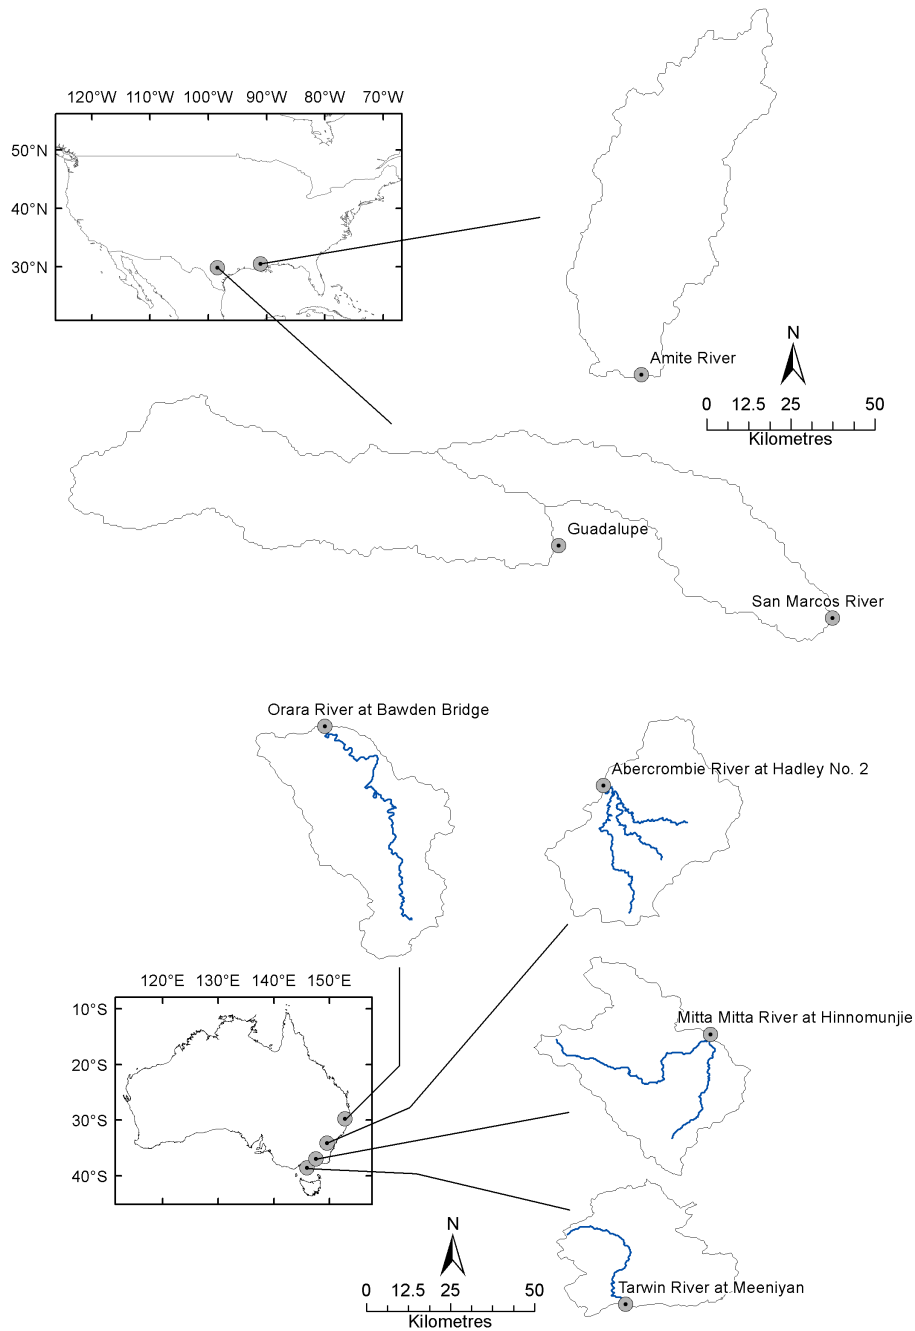 120°W 110°W 100°W 90°W 80°W 70°W
50°N
40°N
30°N
N
Amite River
0 12.5 25 50
Kilometres
Guadalupe
San Marcos River
Orara River at Bawden Bridge
Abercrombie River at Hadley No. 2
120°E 130°E 140°E 150°E
10°S
20°S
30°S
40°S
Mitta Mitta River at Hinnomunjie
N
0 12.5 25 50
Kilometres
Tarwin River at Meeniyan